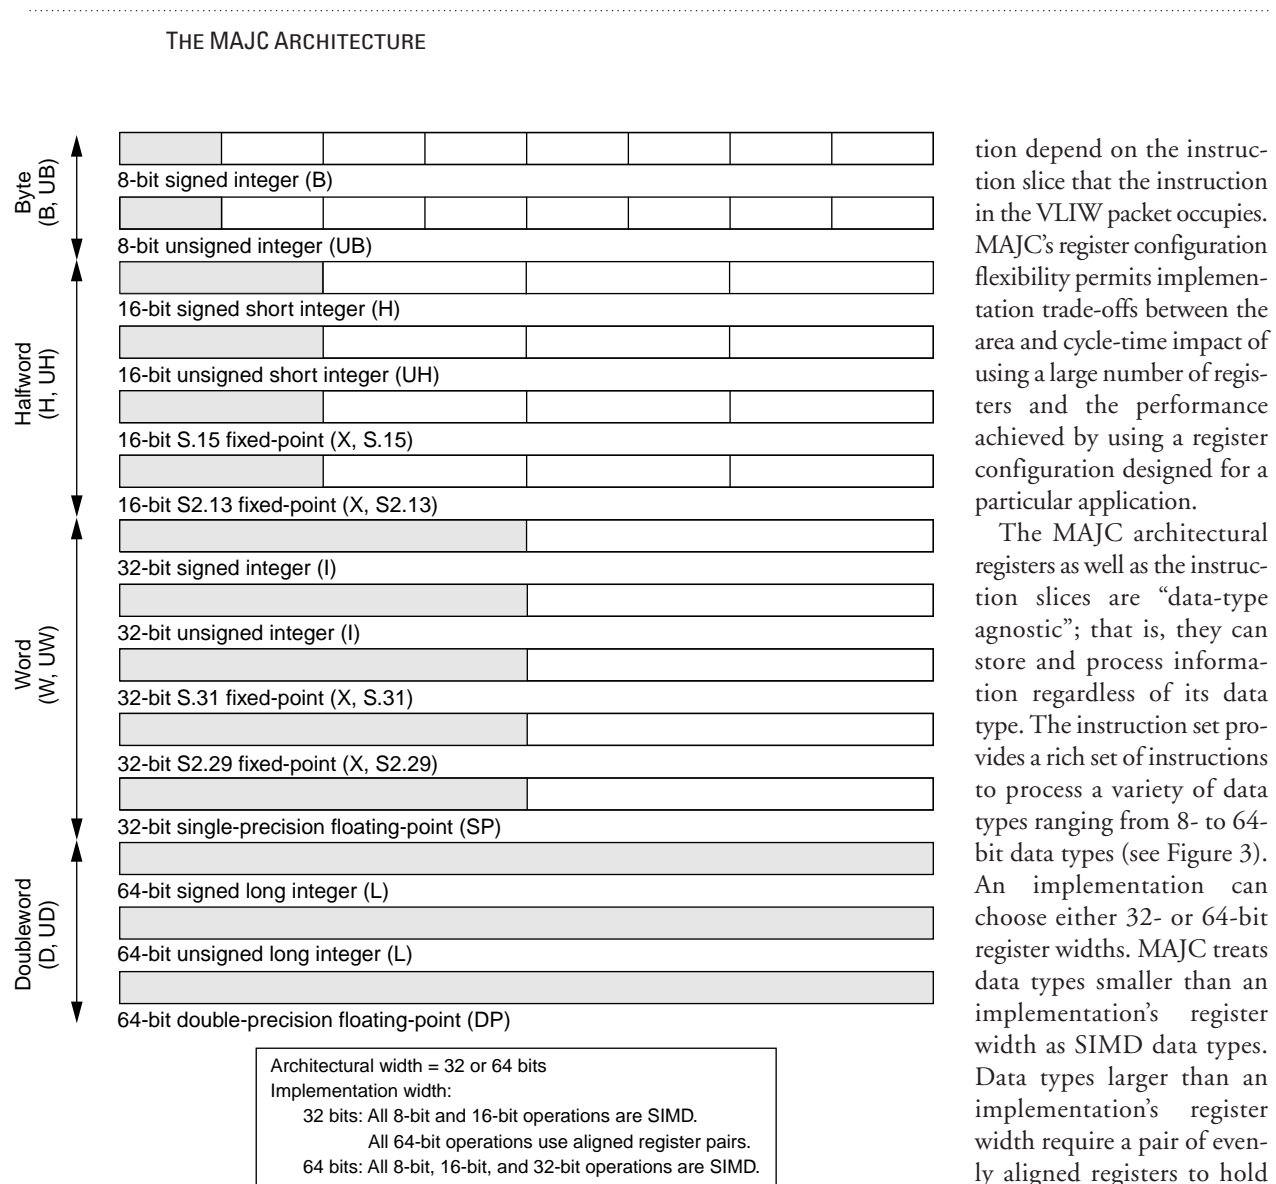 THE MAJC ARCHITECTURE
Byte
(B, UB)
8-bit signed integer (B)
8-bit unsigned integer (UB)
Halfword
(H, UH)
16-bit signed short integer (H)
16-bit unsigned short integer (UH)
16-bit S.15 fixed-point (X, S.15)
16-bit S2.13 fixed-point (X, S2.13)
Word
(W, UW)
32-bit signed integer (I)
32-bit unsigned integer (I)
32-bit S.31 fixed-point (X, S.31)
32-bit S2.29 fixed-point (X, S2.29)
32-bit single-precision floating-point (SP)
Doubleword
(D, UD)
64-bit signed long integer (L)
64-bit unsigned long integer (L)
64-bit double-precision floating-point (DP)
Architectural width = 32 or 64 bits
Implementation width:
32 bits: All 8-bit and 16-bit operations are SIMD.
All 64-bit operations use aligned register pairs.
64 bits: All 8-bit, 16-bit, and 32-bit operations are SIMD.
tion depend on the instruc-
tion slice that the instruction
in the VLIW packet occupies.
MAJC's register configuration
flexibility permits implemen-
tation trade-offs between the
area and cycle-time impact of
using a large number of regis-
ters and the performance
achieved by using a register
configuration designed for a
particular application.
The MAJC architectural
registers as well as the instruc-
tion slices are “data-type
agnostic”; that is, they can
store and process informa-
tion regardless of its data
type. The instruction set pro-
vides a rich set of instructions
to process a variety of data
types ranging from 8- to 64-
bit data types (see Figure 3).
An implementation can
choose either 32- or 64-bit
register widths. MAJC treats
data types smaller than an
implementation's register
width as SIMD data types.
Data types larger than an
implementation's register
width require a pair of even-
ly aligned registers to hold